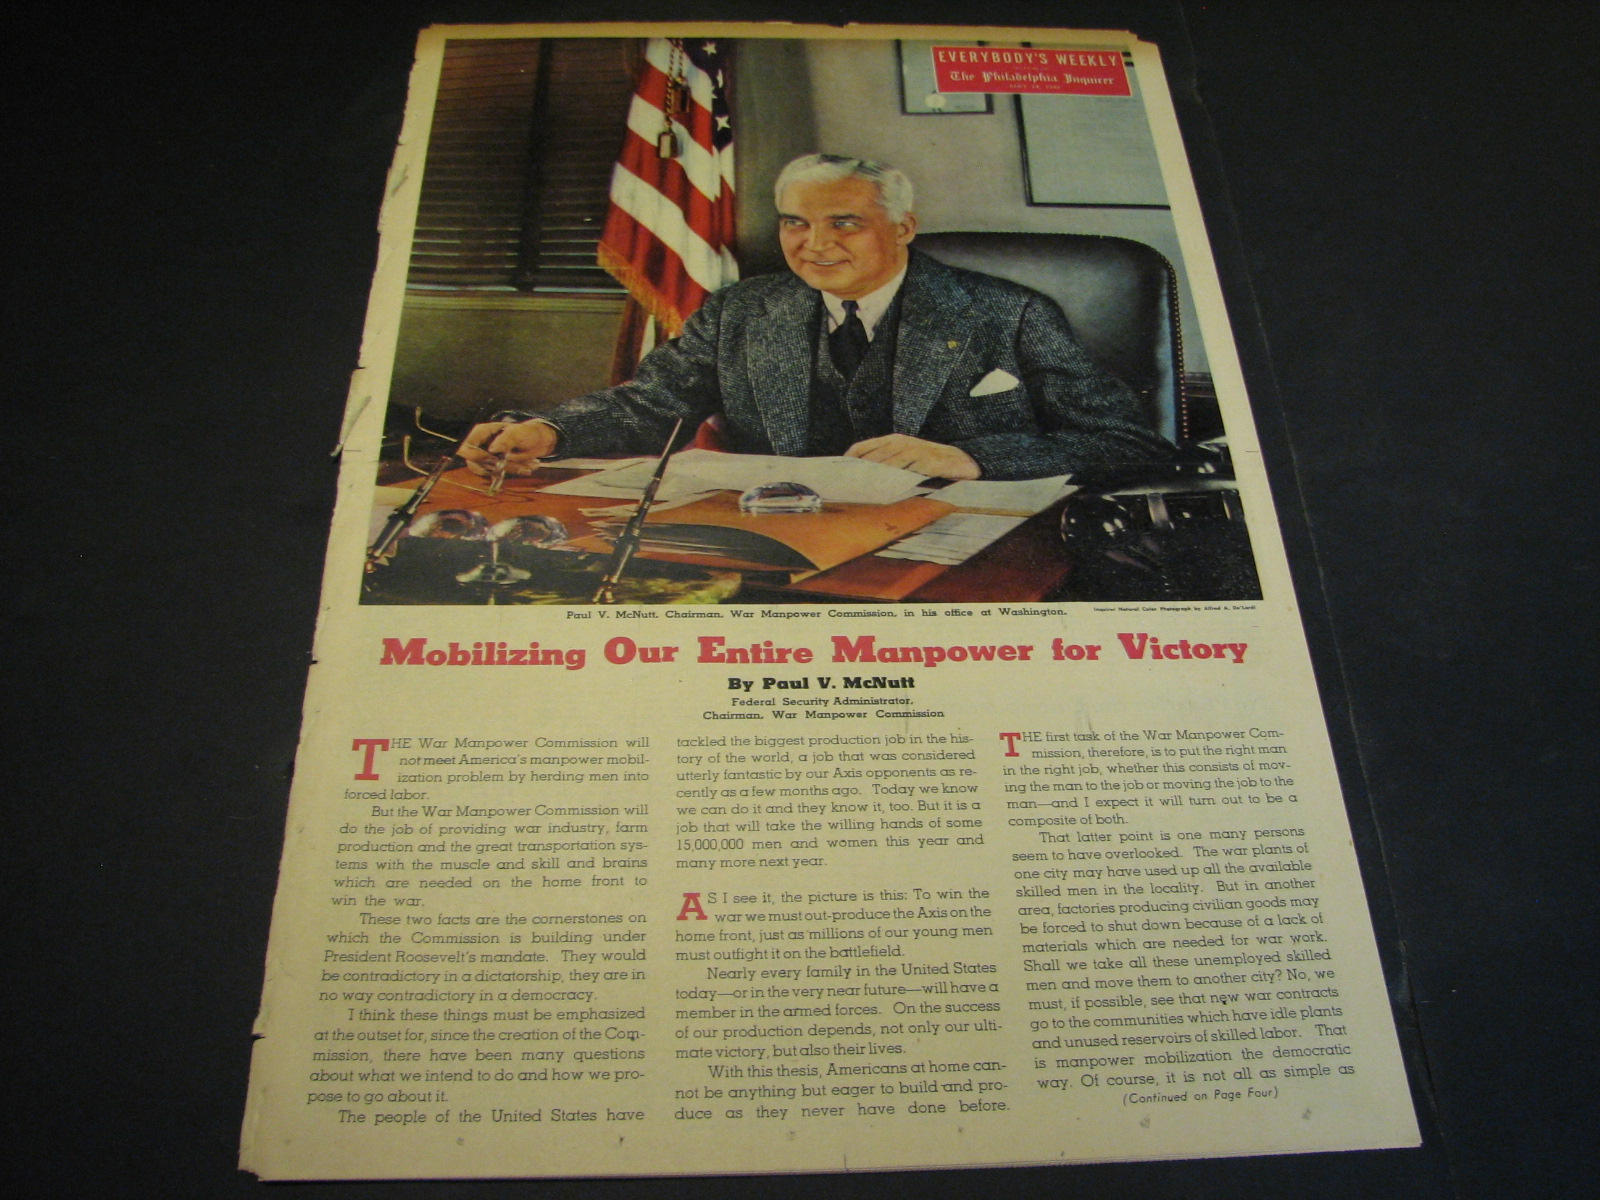 EVERYBODY'S WEEKLY
The Philadelphia Inquirer
Paul V. McNutt, Chairman, War Manpower Commission, in his office at Washington.
Inquirer Natural Color Photograph by Alfred A. De'Lardi
Mobilizing Our Entire Manpower for Victory
By Paul V. McNutt
Federal Security Administrator,
Chairman, War Manpower Commission
THE War Manpower Commission will
not meet America's manpower mobil-
ization problem by herding men into
forced labor.
But the War Manpower Commission will
do the job of providing war industry, farm
production and the great transportation sys-
tems with the muscle and skill and brains
which are needed on the home front to
win the war.
These two facts are the cornerstones on
which the Commission is building under
President Roosevelt's mandate. They would
be contradictory in a dictatorship, they are in
no way contradictory in a democracy.
I think these things must be emphasized
at the outset for, since the creation of the Com-
mission, there have been many questions
about what we intend to do and how we pro-
pose to go about it.
The people of the United States have
tackled the biggest production job in the his-
tory of the world, a job that was considered
utterly fantastic by our Axis opponents as re-
cently as a few months ago. Today we know
we can do it and they know it, too. But it is a
job that will take the willing hands of some
15,000,000 men and women this year and
many more next year.
AS I see it, the picture is this: To win the
war we must out-produce the Axis on the
home front, just as millions of our young men
must outfight it on the battlefield.
Nearly every family in the United States
today—or in the very near future—will have a
member in the armed forces. On the success
of our production depends, not only our ulti-
mate victory, but also their lives.
With this thesis, Americans at home can-
not be anything but eager to build and pro-
duce as they never have done before.
THE first task of the War Manpower Com-
mission, therefore, is to put the right man
in the right job, whether this consists of mov-
ing the man to the job or moving the job to the
man—and I expect it will turn out to be a
composite of both.
That latter point is one many persons
seem to have overlooked. The war plants of
one city may have used up all the available
skilled men in the locality. But in another
area, factories producing civilian goods may
be forced to shut down because of a lack of
materials which are needed for war work.
Shall we take all these unemployed skilled
men and move them to another city? No, we
must, if possible, see that new war contracts
go to the communities which have idle plants
and unused reservoirs of skilled labor. That
is manpower mobilization the democratic
way. Of course, it is not all as simple as
(Continued on Page Four)